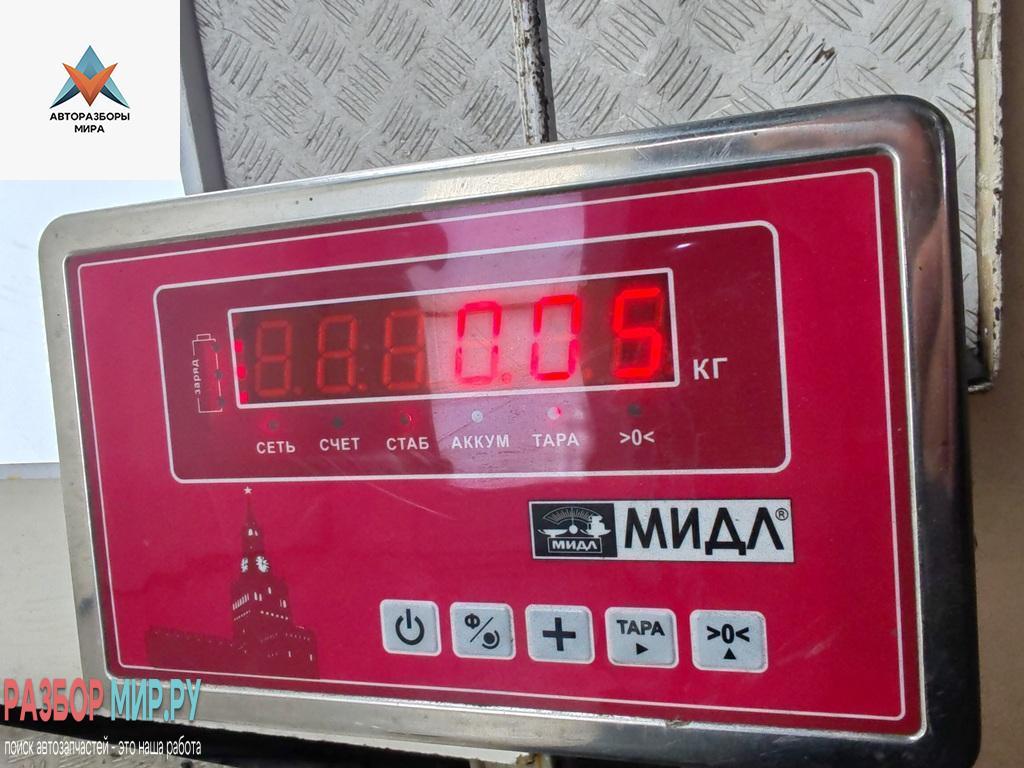 АВТОРАЗБОРЫ
МИРА
0.05
КГ
заряд
СЕТЬ СЧЕТ СТАБ АККУМ ТАРА >0<
МИДЛ МИДЛ®
Ф/ + ТАРА >0<
РАЗБОР МИР.РУ
поиск автозапчастей - это наша работа